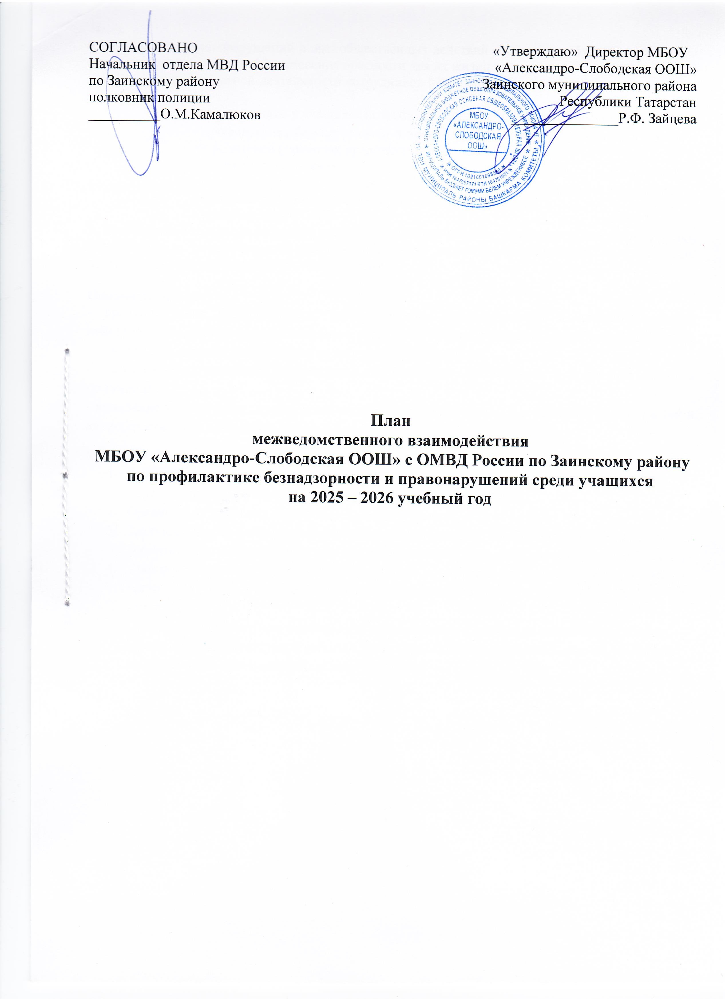 СОГЛАСОВАНО
Начальник  отдела МВД России
по Заинскому району
полковник полиции
__________О.М.Камалюков
«Утверждаю»  Директор МБОУ
«Александро-Слободская ООШ»
Заинского муниципального района
Республики Татарстан
_______________Р.Ф. Зайцева
МБОУ
«АЛЕКСАНДРО-
СЛОБОДСКАЯ
ООШ»
План
межведомственного взаимодействия
МБОУ «Александро-Слободская ООШ» с ОМВД России по Заинскому району
по профилактике безнадзорности и правонарушений среди учащихся
на 2025 – 2026 учебный год